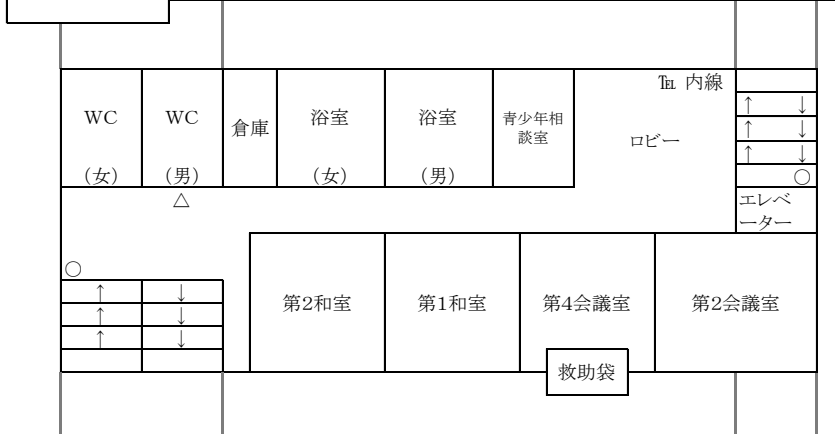 ℡ 内線
WC
(女)
WC
(男)
倉庫
浴室
(女)
浴室
(男)
青少年相
談室
ロビー
↑ ↓
↑ ↓
↑ ↓
○
エレベ
ーター
△
○
↑ ↓
↑ ↓
↑ ↓
第2和室
第1和室
第4会議室
第2会議室
救助袋